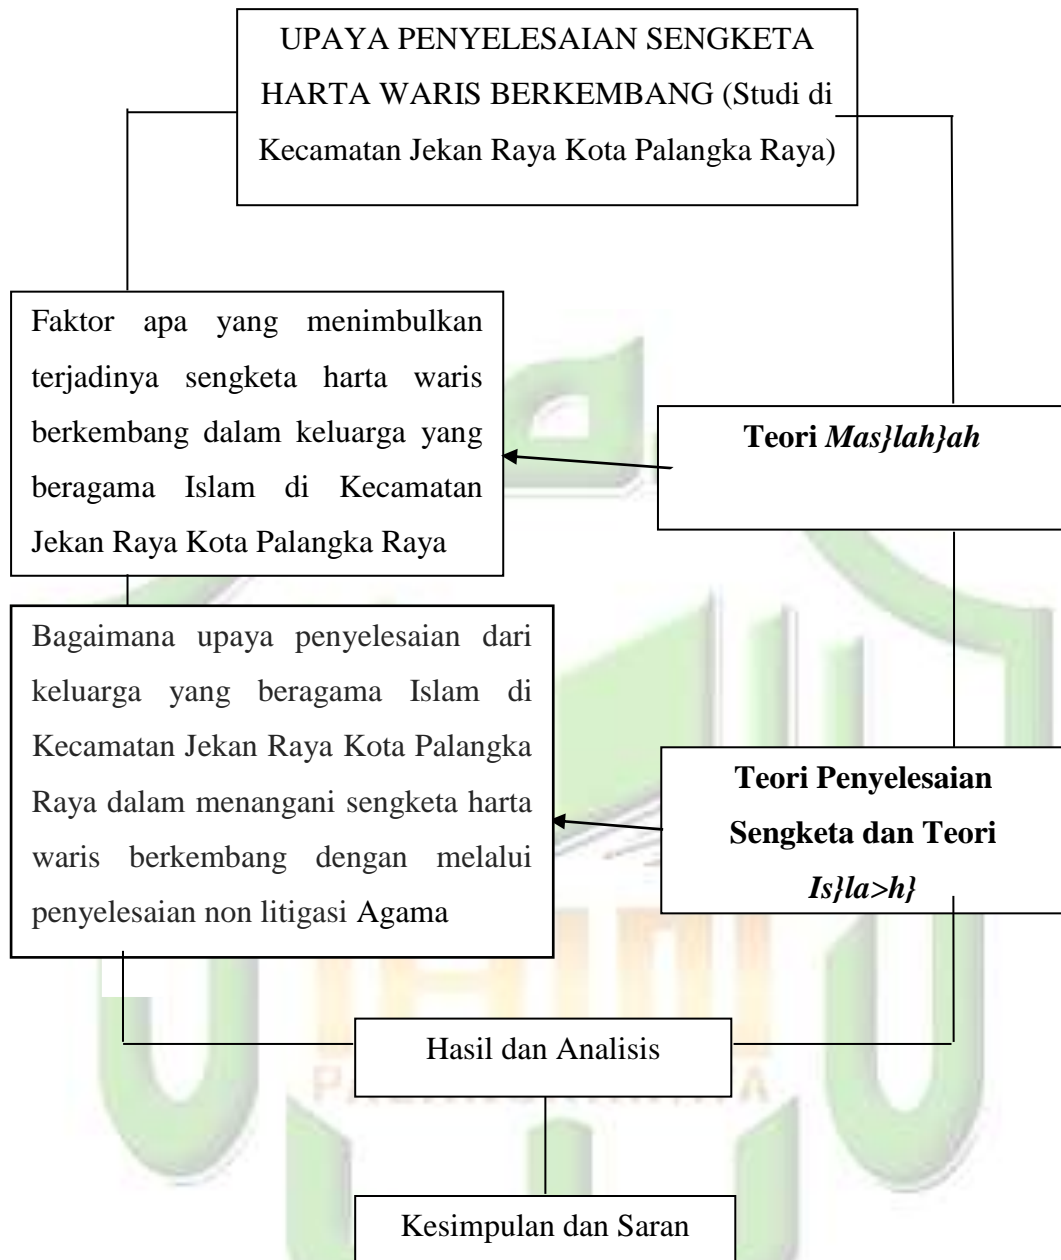 UPAYA PENYELESAIAN SENGKETA
HARTA WARIS BERKEMBANG (Studi di
Kecamatan Jekan Raya Kota Palangka Raya)
Faktor apa yang menimbulkan
terjadinya sengketa harta waris
berkembang dalam keluarga yang
beragama Islam di Kecamatan
Jekan Raya Kota Palangka Raya
Teori Mas}lah}ah
Bagaimana upaya penyelesaian dari
keluarga yang beragama Islam di
Kecamatan Jekan Raya Kota Palangka
Raya dalam menangani sengketa harta
waris berkembang dengan melalui
penyelesaian non litigasi Agama
Teori Penyelesaian
Sengketa dan Teori
Is}la>h}
Hasil dan Analisis
Kesimpulan dan Saran